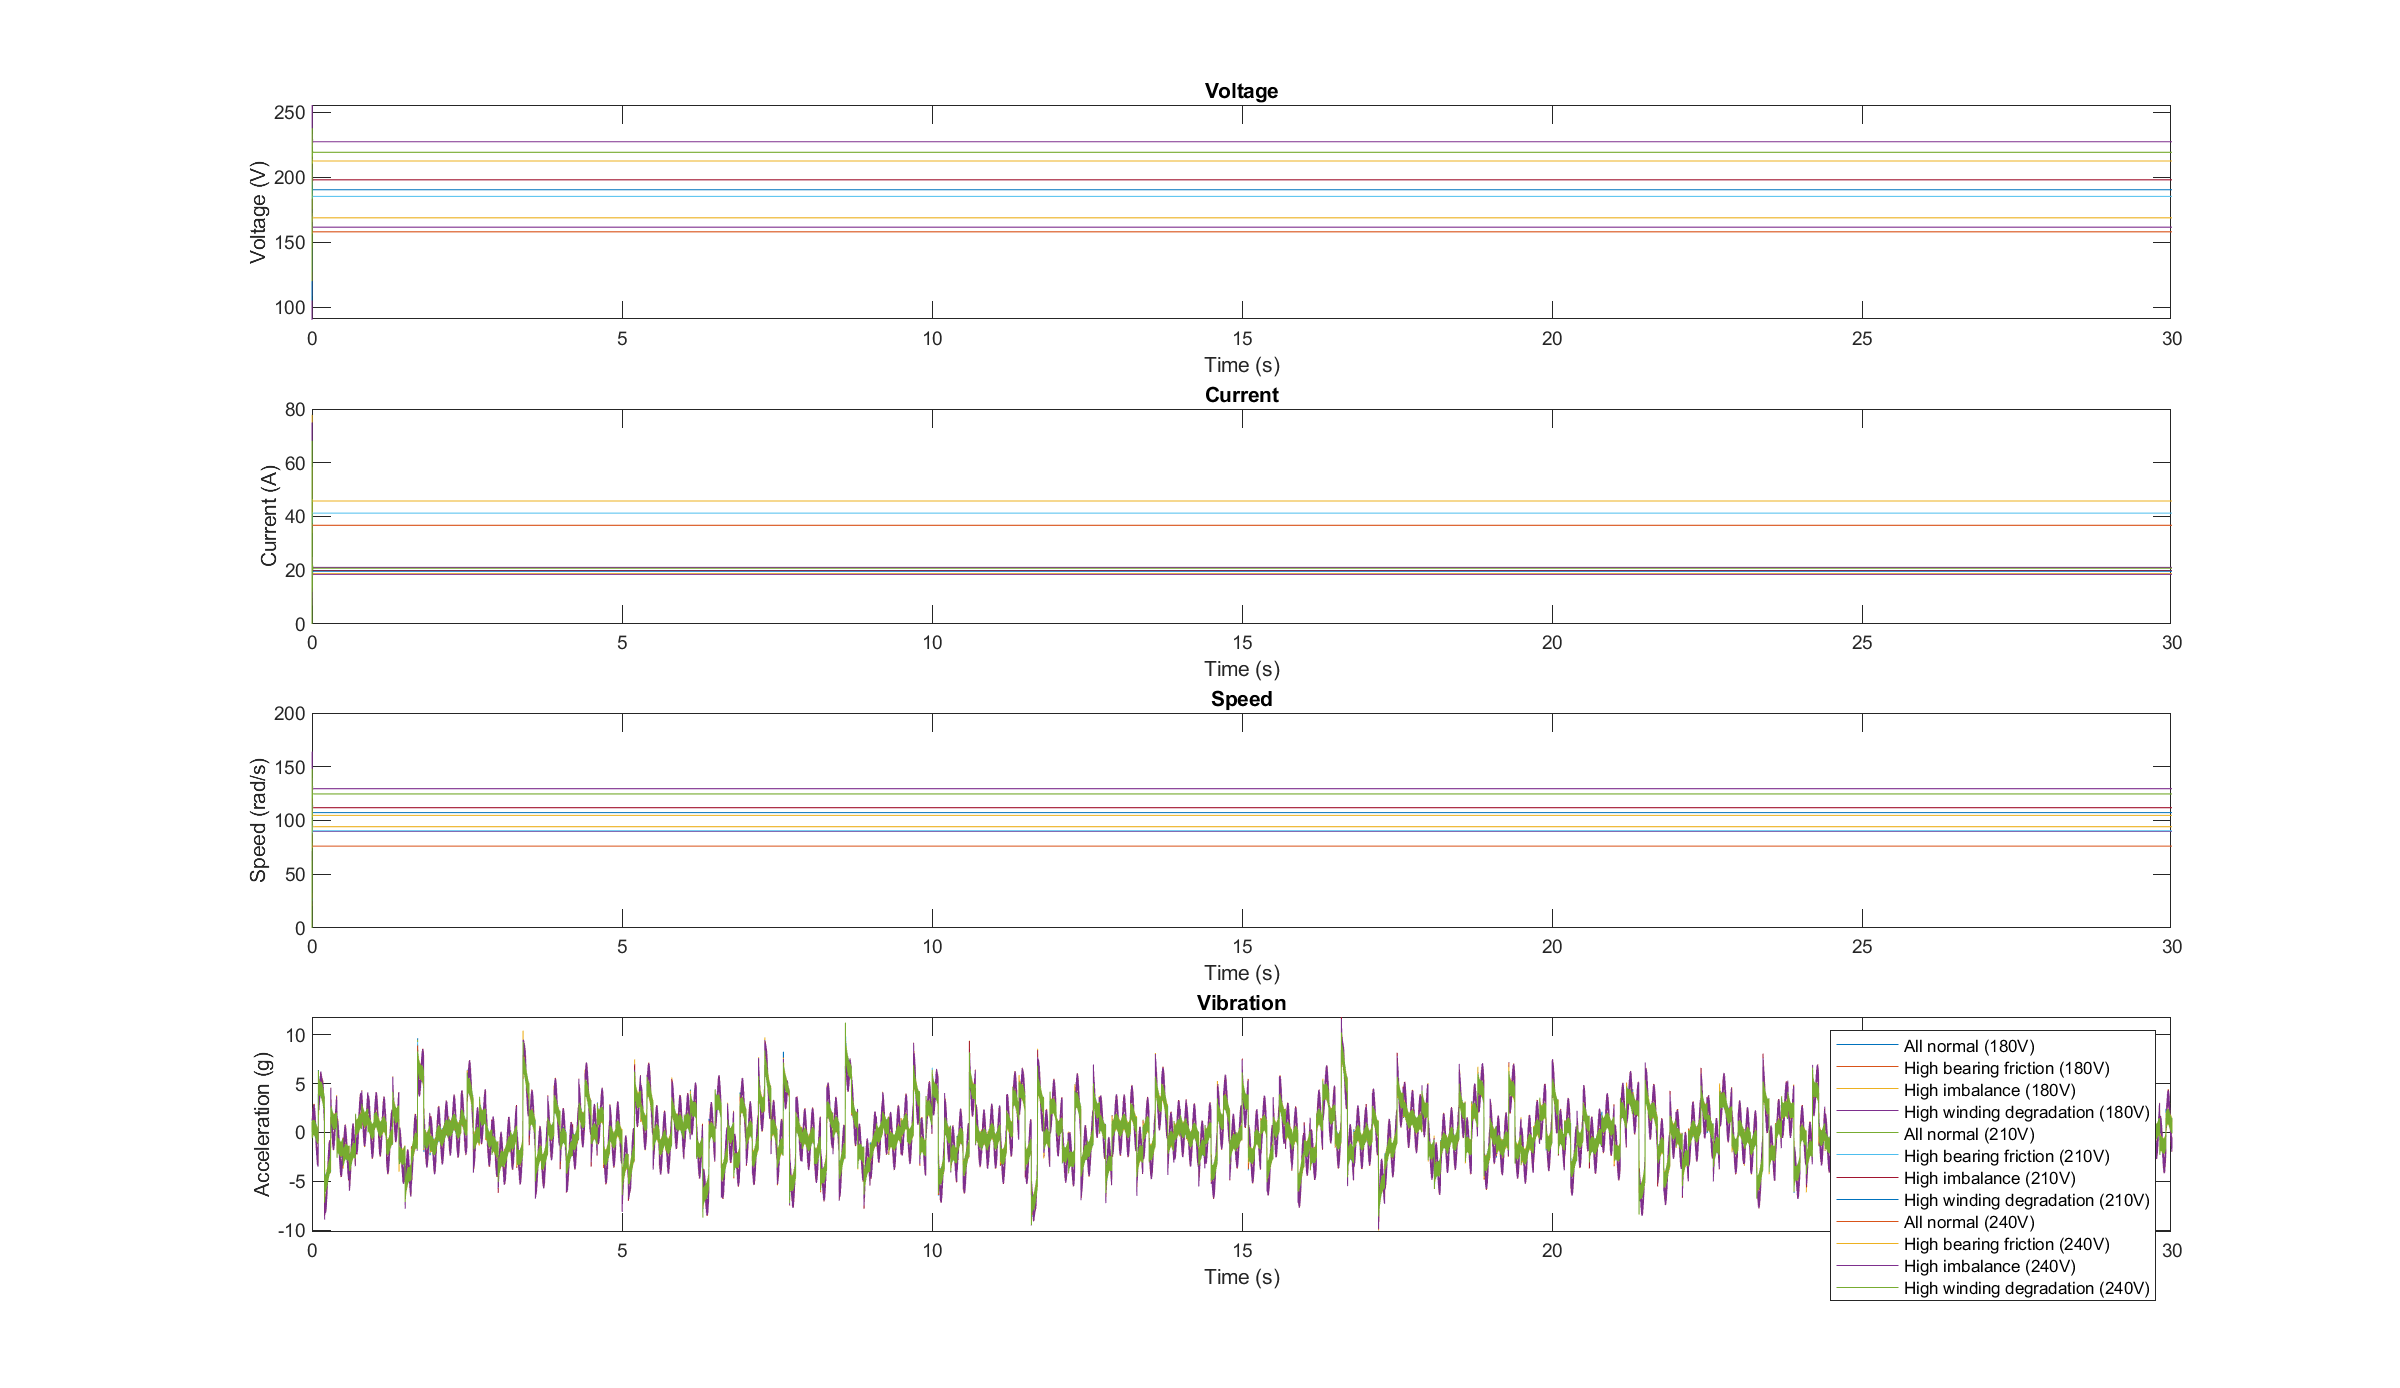 Voltage
250
200
150
100
Voltage (V)
0 5 10 15 20 25 30
Time (s)
Current
80
60
40
20
0
Current (A)
0 5 10 15 20 25 30
Time (s)
Speed
200
150
100
50
0
Speed (rad/s)
0 5 10 15 20 25 30
Time (s)
Vibration
10
5
0
-5
-10
Acceleration (g)
0 5 10 15 20 30
Time (s)
All normal (180V)
High bearing friction (180V)
High imbalance (180V)
High winding degradation (180V)
All normal (210V)
High bearing friction (210V)
High imbalance (210V)
High winding degradation (210V)
All normal (240V)
High bearing friction (240V)
High imbalance (240V)
High winding degradation (240V)